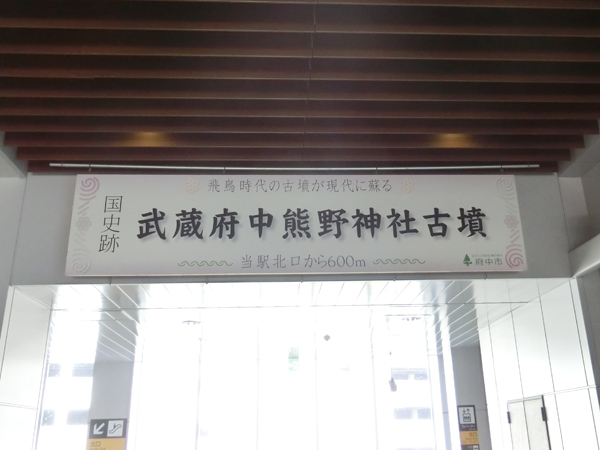 飛鳥時代の古墳が現代に蘇る
国史跡
武蔵府中熊野神社古墳
当駅北口から600m
府中市